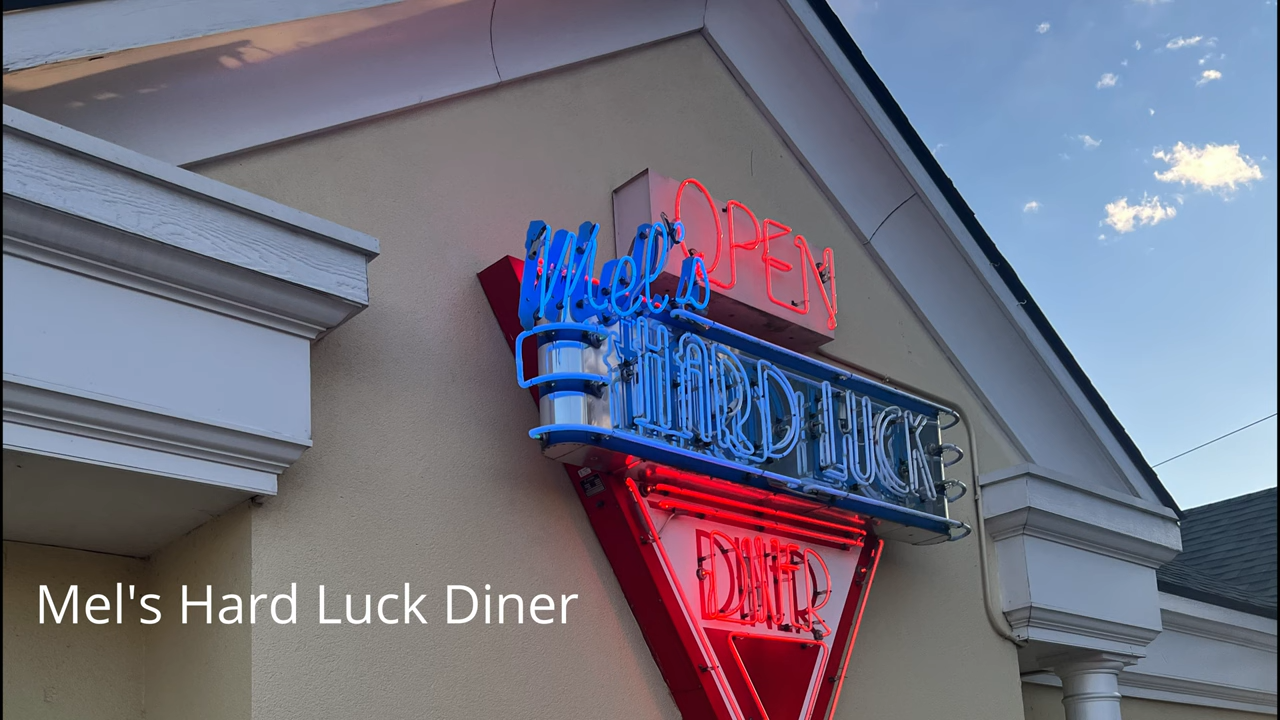 OPEN
Mel's
HARD LUCK
DINER
Mel's Hard Luck Diner